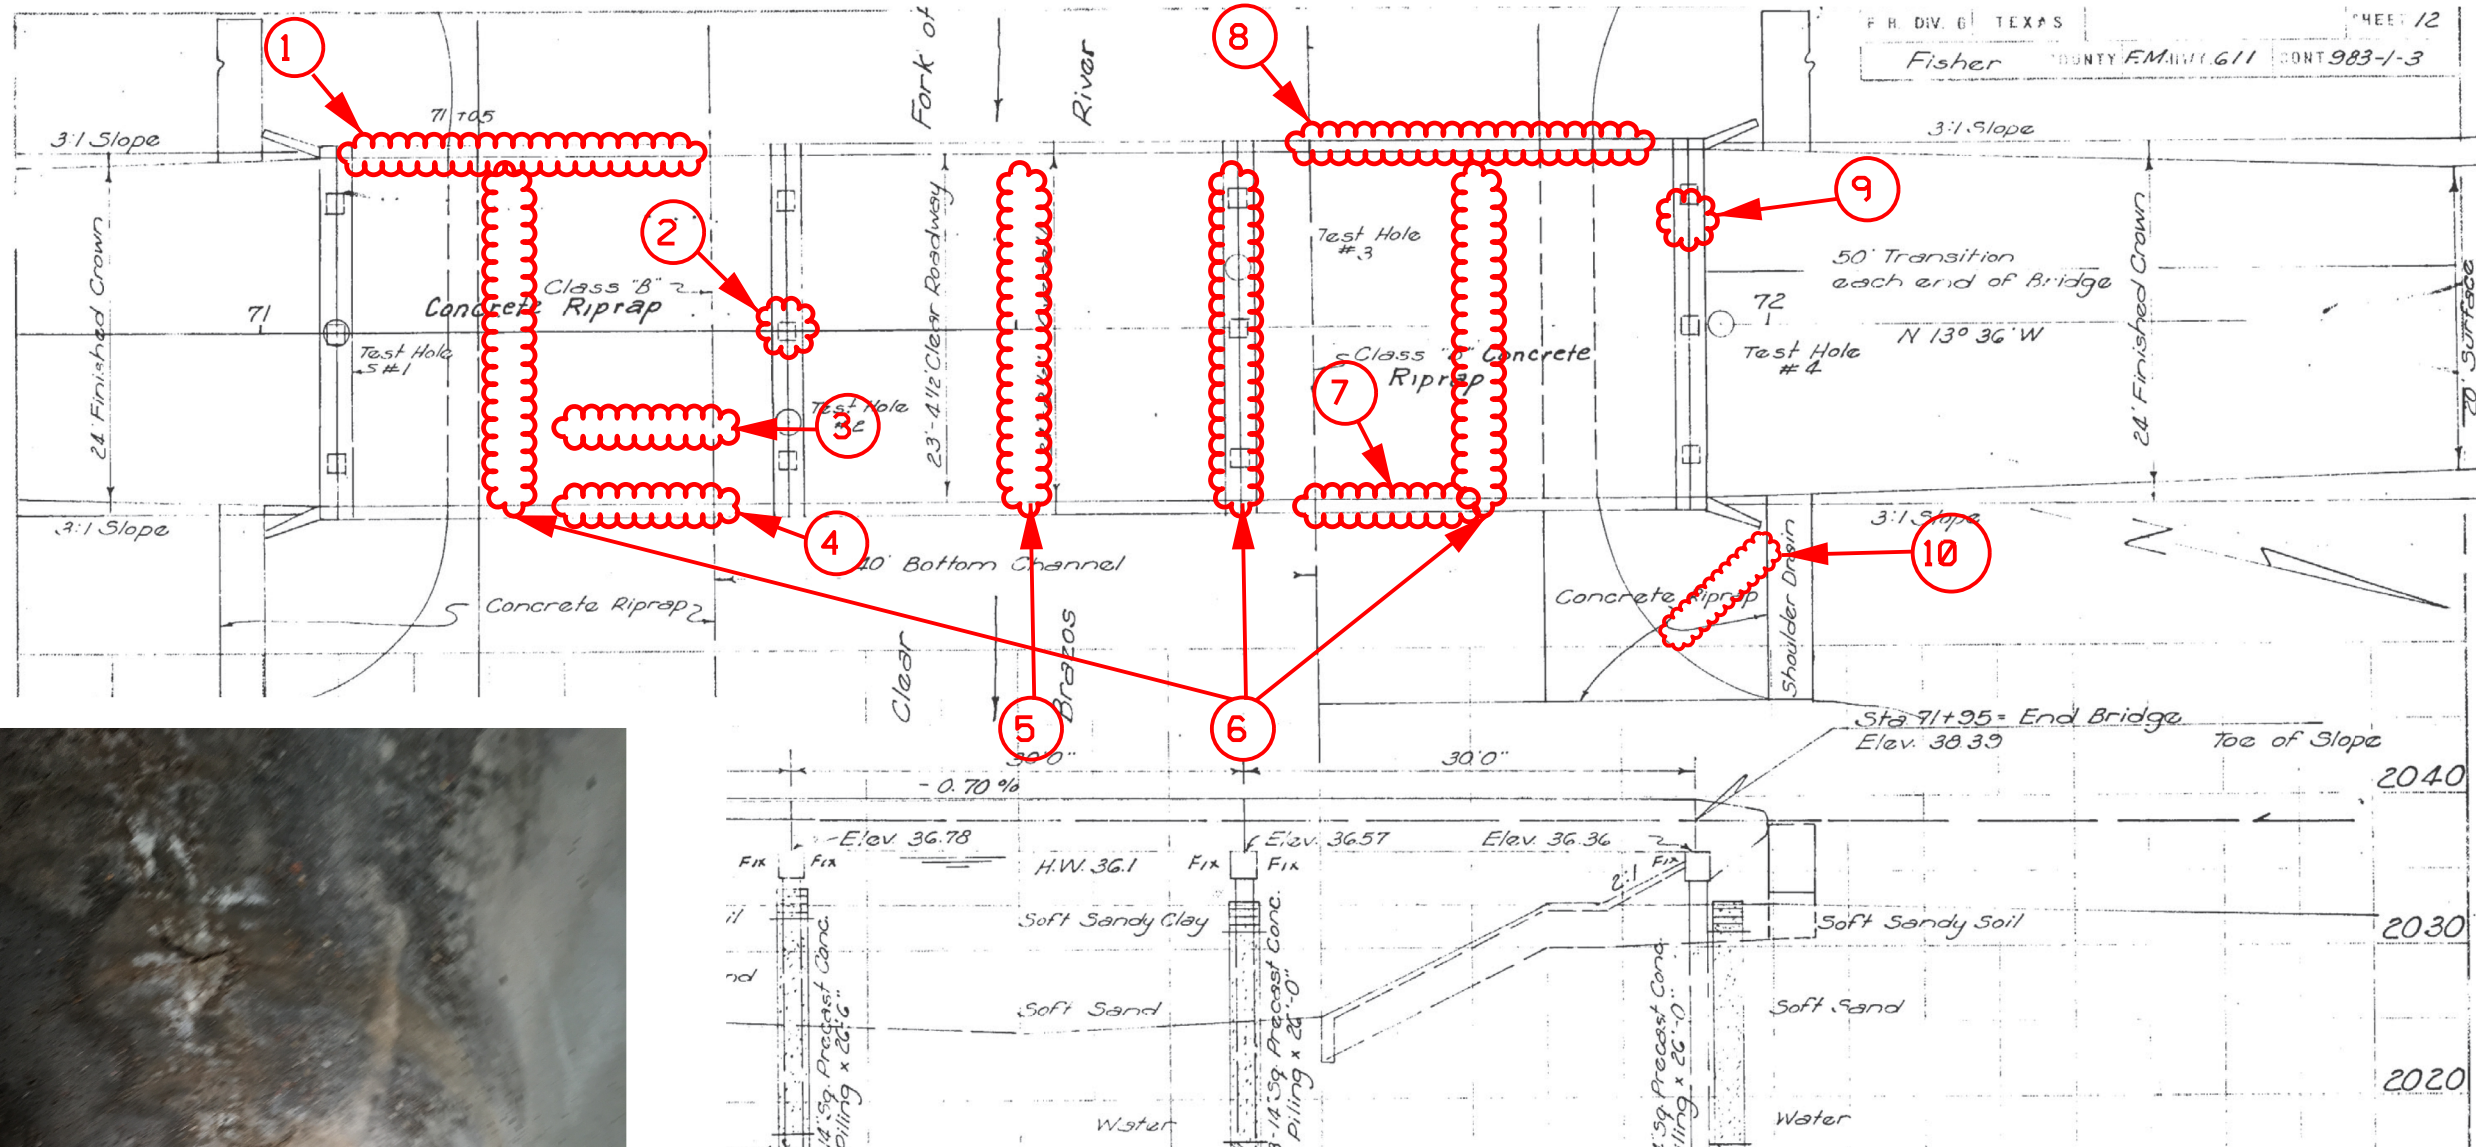 F.R. DIV. 6 TEXAS SHEET 12
Fisher COUNTY F.M.HWY. 611 CONT 983-1-3
1
8
Fork of
River
71+05
3:1 Slope
3:1 Slope
9
2
24' Finished Crown
Class "B"
Concrete Riprap
23'-4½" Clear Roadway
Test Hole
#3
50' Transition
each end of Bridge
24' Finished Crown
20' Surface
71
72
N 13° 36' W
Test Hole
#1
Class "B" Concrete
Riprap
Test Hole
#4
7
3
Test Hole
#2
3:1 Slope
4
3:1 Slope
10
40' Bottom Channel
Concrete Riprap
Concrete Riprap
Shoulder Drain
Clear
Brazos
5
6
Sta 71+95 = End Bridge
Elev. 38.39
Toe of Slope
30'0"
30'0"
- 0.70 %
2040
Elev. 36.78
Elev. 36.57
Elev. 36.36
Fix Fix
H.W. 36.1
Fix Fix
Fix
2:1
Soft Sandy Clay
Soft Sandy Soil
2030
nd
Soft Sand
Soft Sand
14" Sq. Precast Conc.
Piling x 26'-6"
3-14" Sq. Precast Conc.
Piling x 26'-0"
Sq. Precast Conc.
Piling x 26'-0"
2020
Water
Water